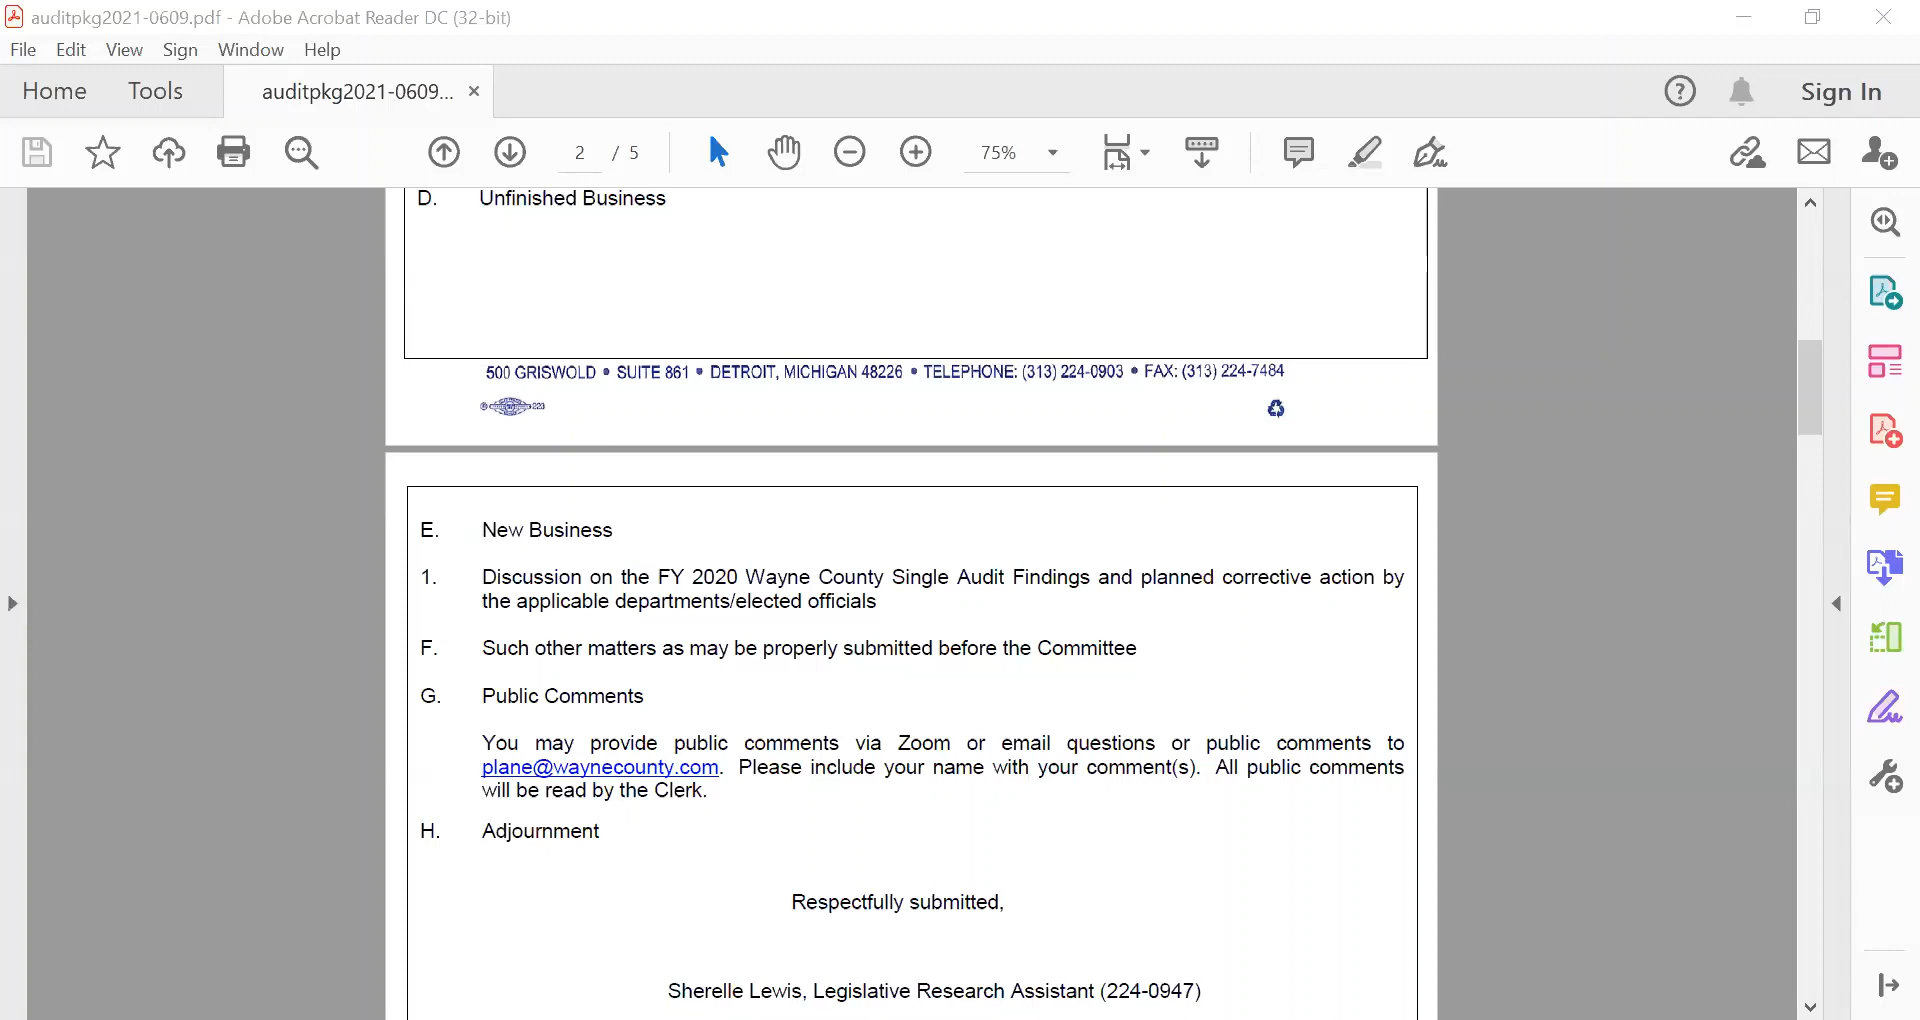 auditpkg2021-0609.pdf - Adobe Acrobat Reader DC (32-bit)
File Edit View Sign Window Help
Home Tools auditpkg2021-0609... × Sign In
2 / 5 75%
D. Unfinished Business
500 GRISWOLD • SUITE 861 • DETROIT, MICHIGAN 48226 • TELEPHONE: (313) 224-0903 • FAX: (313) 224-7484
223
E. New Business
1. Discussion on the FY 2020 Wayne County Single Audit Findings and planned corrective action by
the applicable departments/elected officials
F. Such other matters as may be properly submitted before the Committee
G. Public Comments
You may provide public comments via Zoom or email questions or public comments to
plane@waynecounty.com. Please include your name with your comment(s). All public comments
will be read by the Clerk.
H. Adjournment
Respectfully submitted,
Sherelle Lewis, Legislative Research Assistant (224-0947)